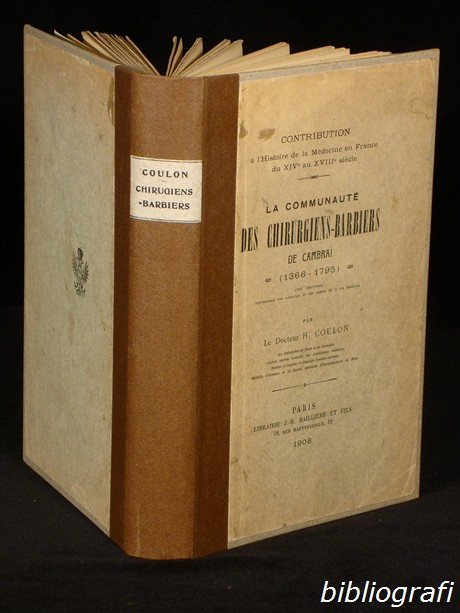 COULON
CHIRUGIENS
-BARBIERS
CONTRIBUTION
à l'Histoire de la Médecine en France
du XIVe au XVIIIe siècle
LA COMMUNAUTÉ
DES CHIRURGIENS-BARBIERS
DE CAMBRAI
(1366-1795)
PAR
Le Docteur H. COULON
PARIS
LIBRAIRIE J.-B. BAILLIÈRE ET FILS
19, RUE HAUTEFEUILLE, 19
1908
bibliografi